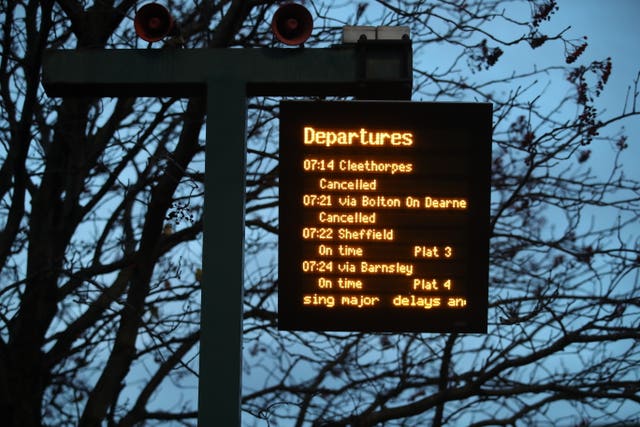 Departures
07:14 Cleethorpes
Cancelled
07:21 via Bolton On Dearne
Cancelled
07:22 Sheffield
On time Plat 3
07:24 via Barnsley
On time Plat 4
sing major delays an